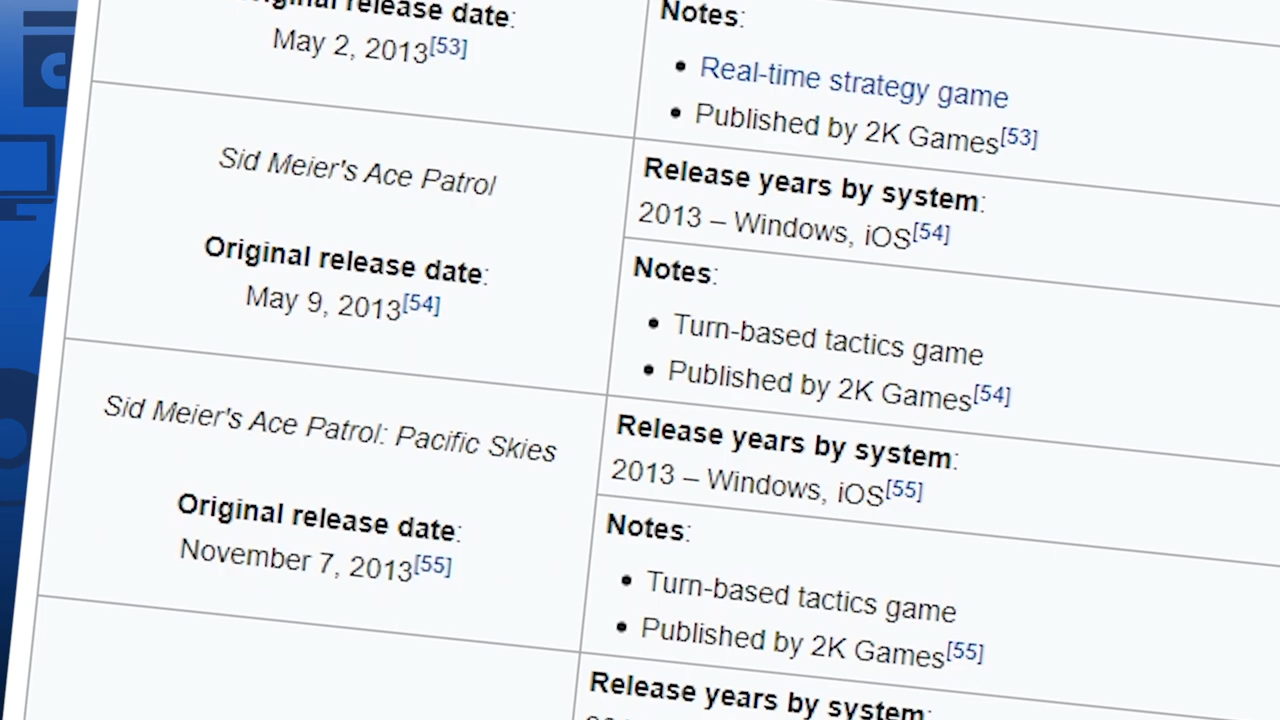 Original release date:
May 2, 2013[53]
Notes:
Real-time strategy game
Published by 2K Games[53]
Sid Meier's Ace Patrol
Original release date:
May 9, 2013[54]
Release years by system:
2013 – Windows, iOS[54]
Notes:
Turn-based tactics game
Published by 2K Games[54]
Sid Meier's Ace Patrol: Pacific Skies
Original release date:
November 7, 2013[55]
Release years by system:
2013 – Windows, iOS[55]
Notes:
Turn-based tactics game
Published by 2K Games[55]
Release years by system: